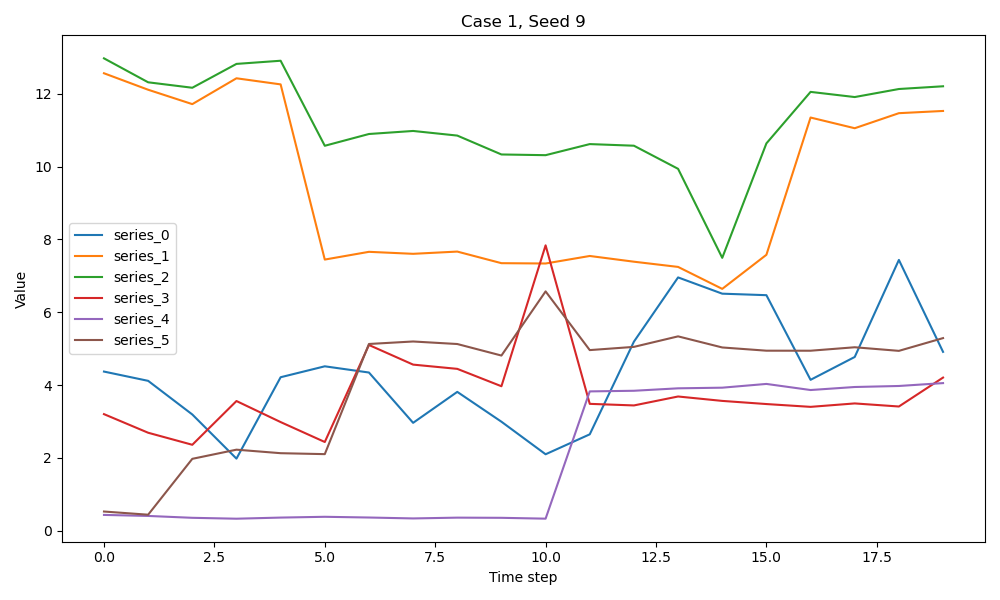 Case 1, Seed 9
Value
12
10
8
6
4
2
0
series_0
series_1
series_2
series_3
series_4
series_5
0.0 2.5 5.0 7.5 10.0 12.5 15.0 17.5
Time step